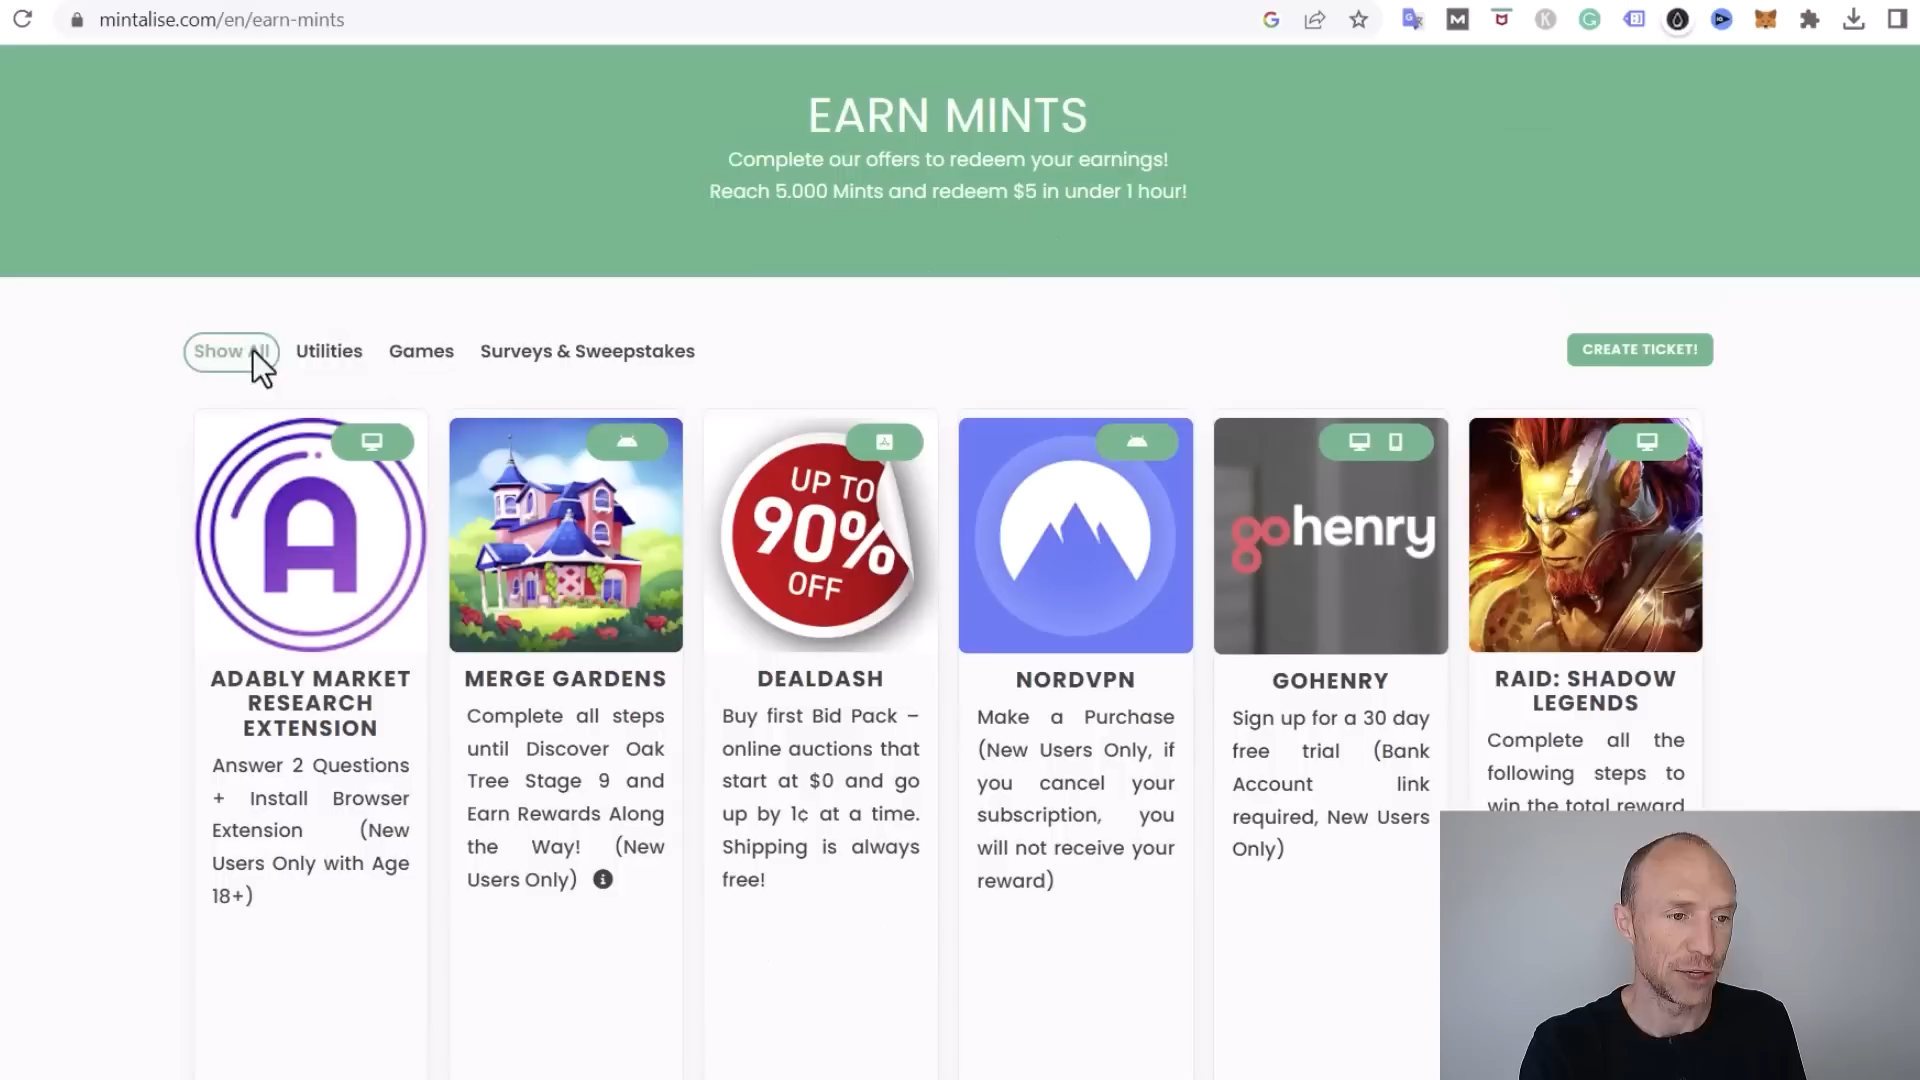 mintalise.com/en/earn-mints
EARN MINTS
Complete our offers to redeem your earnings!
Reach 5.000 Mints and redeem $5 in under 1 hour!
Show All
Utilities
Games
Surveys & Sweepstakes
CREATE TICKET!
A
UP TO
90%
OFF
gohenry
ADABLY MARKET
RESEARCH
EXTENSION
Answer 2 Questions
+ Install Browser
Extension (New
Users Only with Age
18+)
MERGE GARDENS
Complete all steps
until Discover Oak
Tree Stage 9 and
Earn Rewards Along
the Way! (New
Users Only)
DEALDASH
Buy first Bid Pack –
online auctions that
start at $0 and go
up by 1¢ at a time.
Shipping is always
free!
NORDVPN
Make a Purchase
(New Users Only, if
you cancel your
subscription, you
will not receive your
reward)
GOHENRY
Sign up for a 30 day
free trial (Bank
Account link
required, New Users
Only)
RAID: SHADOW
LEGENDS
Complete all the
following steps to
win the total reward